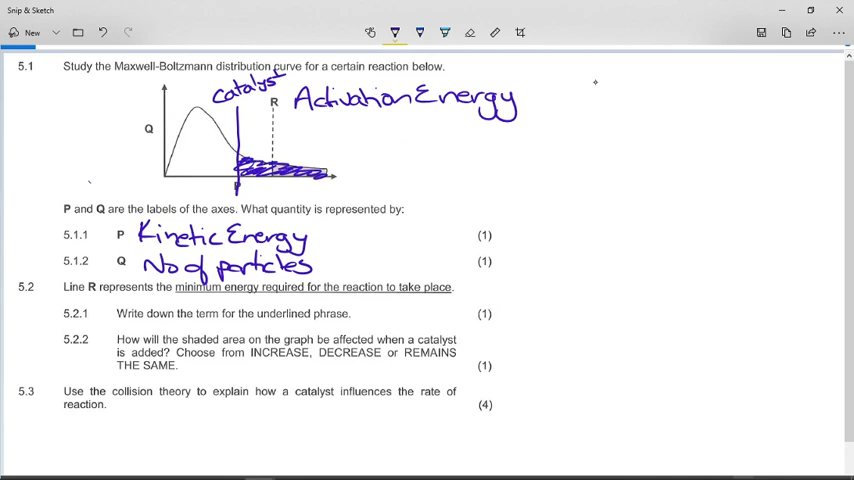 Snip & Sketch
New
5.1 Study the Maxwell-Boltzmann distribution curve for a certain reaction below.
catalyst
R Activation Energy
Q
P
P and Q are the labels of the axes. What quantity is represented by:
5.1.1 P Kinetic Energy (1)
5.1.2 Q No of particles (1)
5.2 Line R represents the minimum energy required for the reaction to take place.
5.2.1 Write down the term for the underlined phrase. (1)
5.2.2 How will the shaded area on the graph be affected when a catalyst
is added? Choose from INCREASE, DECREASE or REMAINS
THE SAME. (1)
5.3 Use the collision theory to explain how a catalyst influences the rate of
reaction. (4)